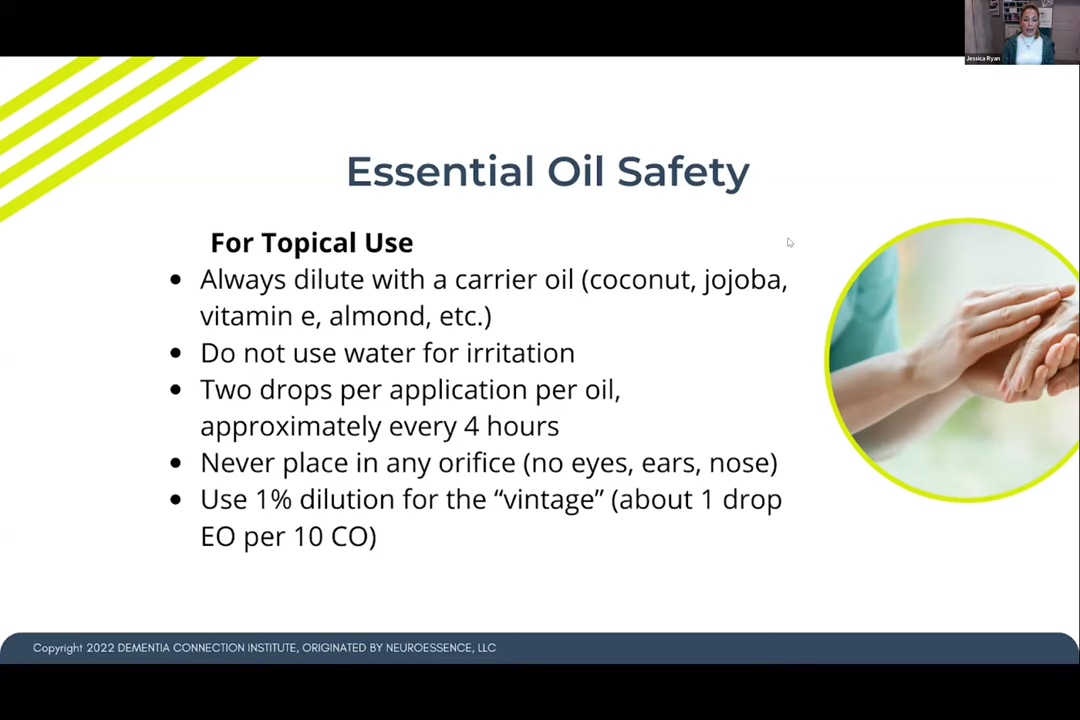 Jessica Ryan
Essential Oil Safety
For Topical Use
• Always dilute with a carrier oil (coconut, jojoba,
vitamin e, almond, etc.)
• Do not use water for irritation
• Two drops per application per oil,
approximately every 4 hours
• Never place in any orifice (no eyes, ears, nose)
• Use 1% dilution for the “vintage” (about 1 drop
EO per 10 CO)
Copyright 2022 DEMENTIA CONNECTION INSTITUTE, ORIGINATED BY NEUROESSENCE, LLC